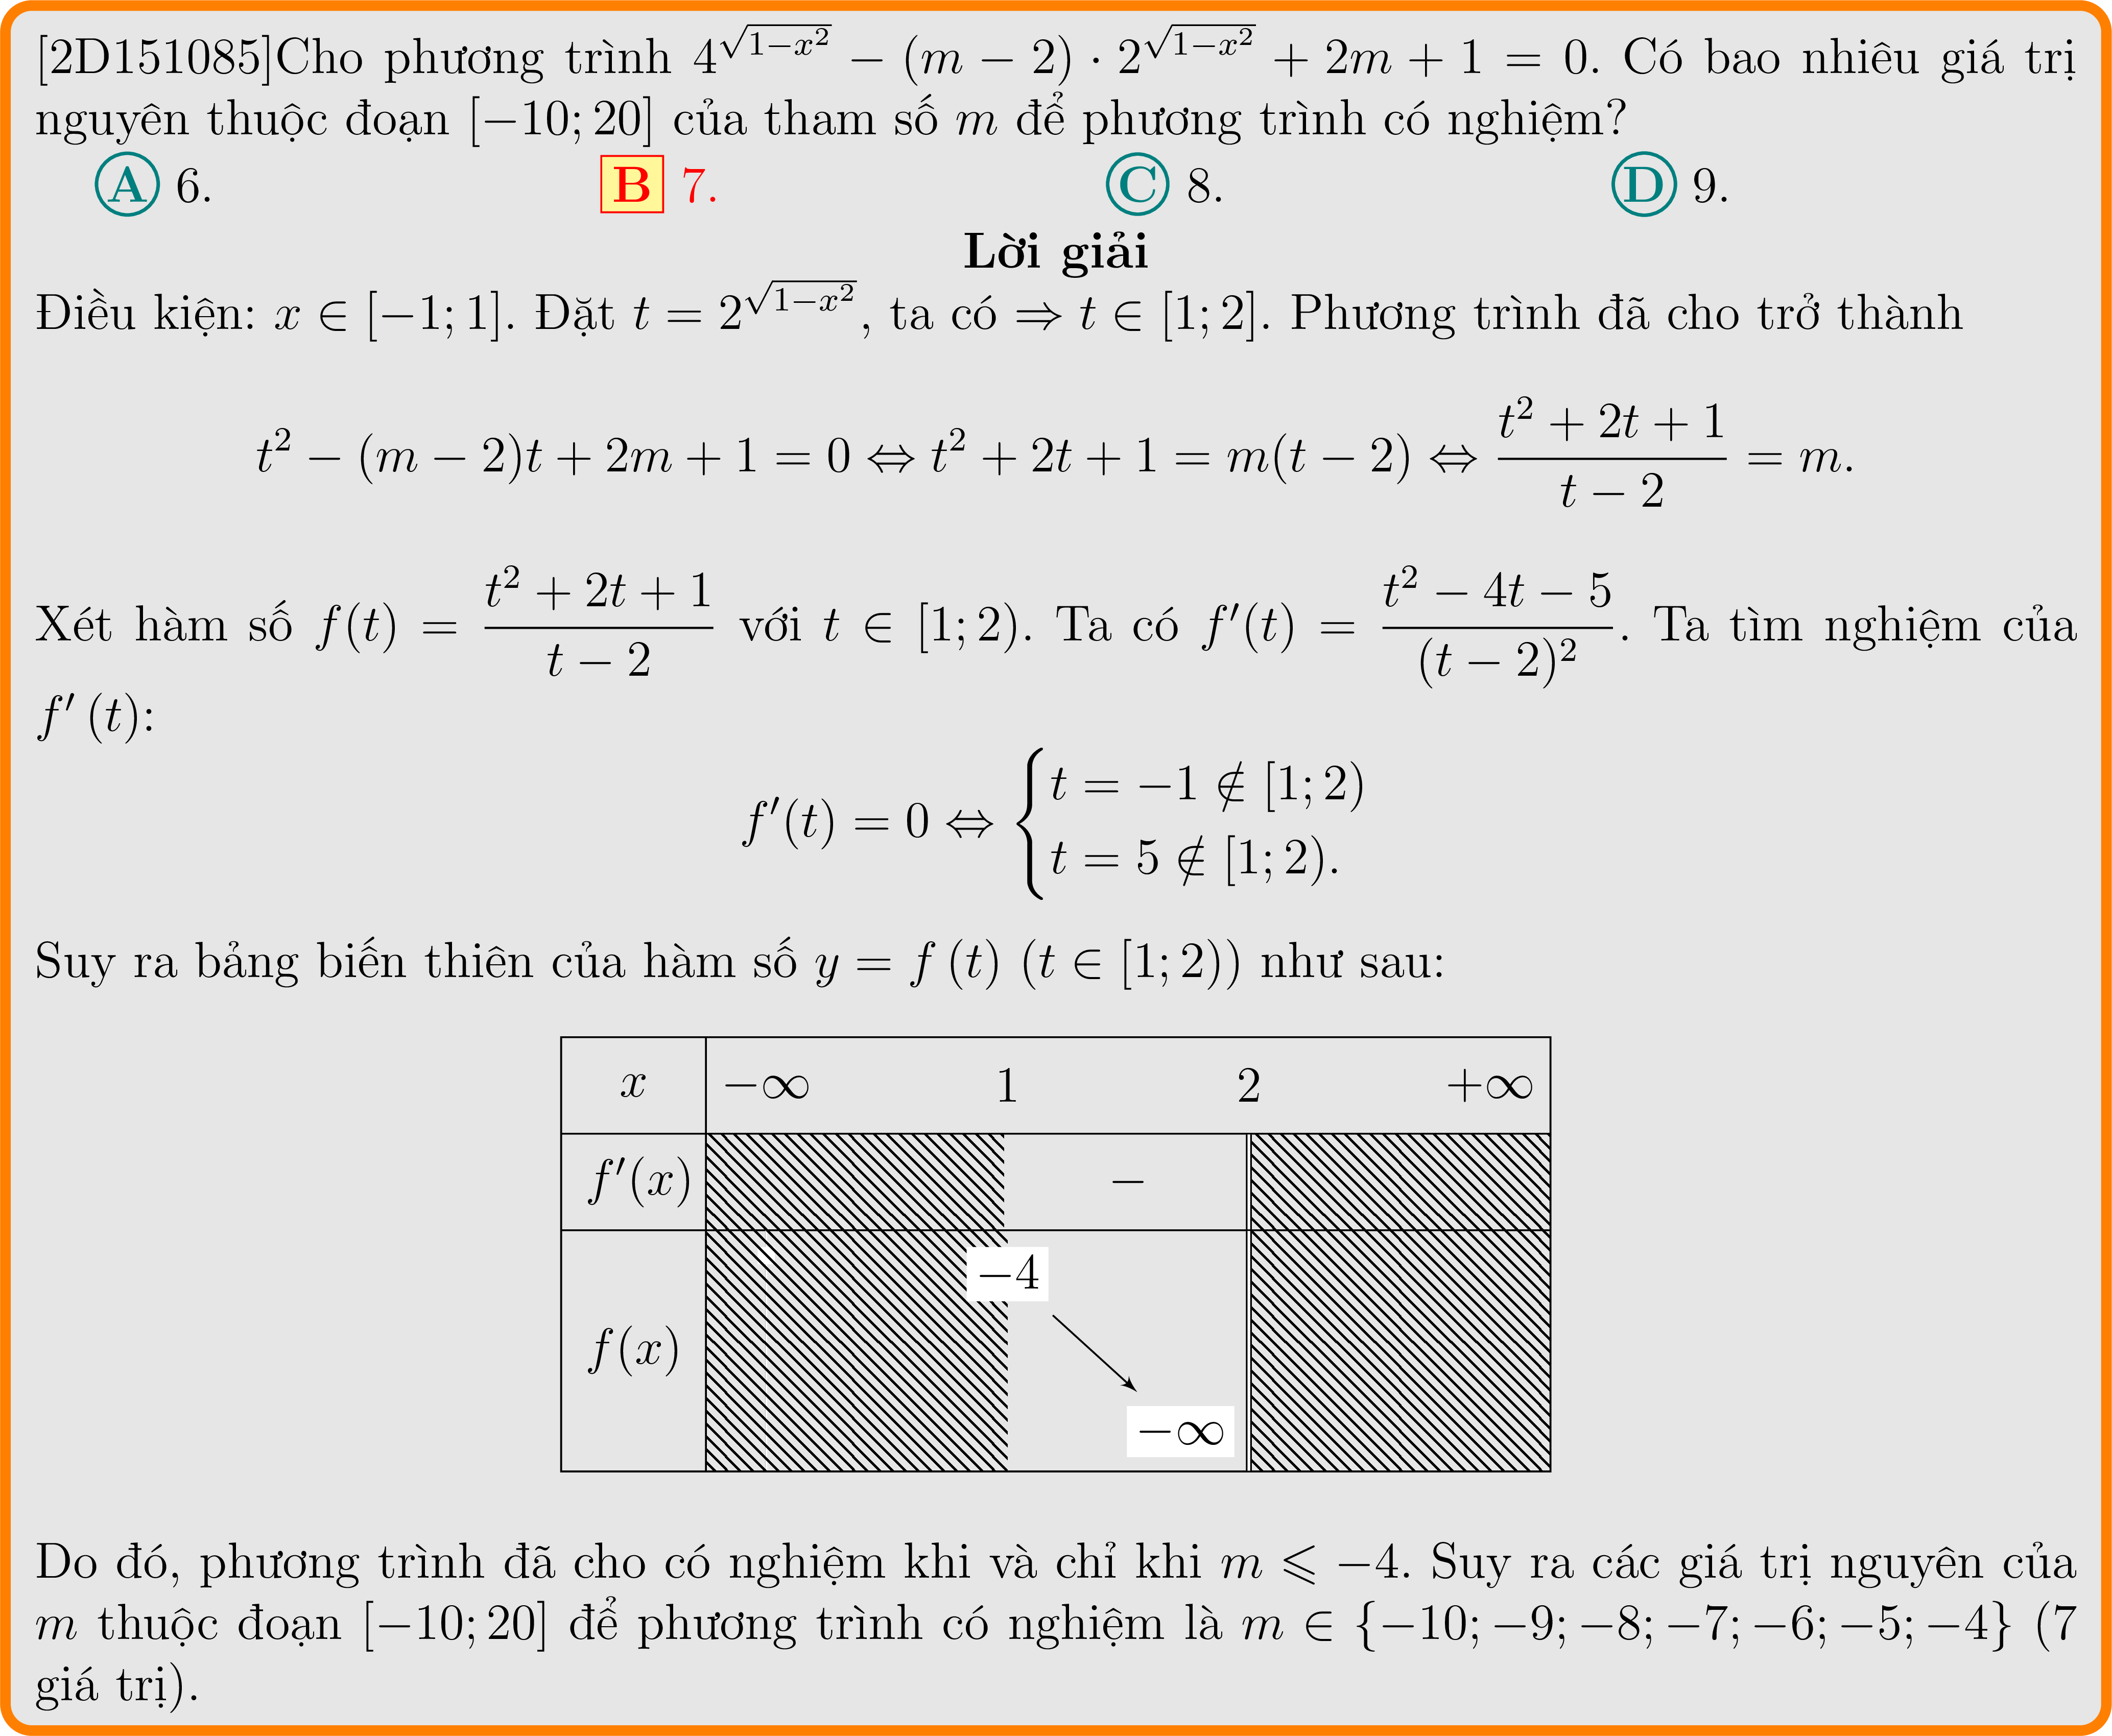 [2D151085]Cho phương trình $4^{\sqrt{1-x^2}} - (m-2) \cdot 2^{\sqrt{1-x^2}} + 2m + 1 = 0$. Có bao nhiêu giá trị
nguyên thuộc đoạn $[-10; 20]$ của tham số $m$ để phương trình có nghiệm?
A 6. B 7. C 8. D 9.
Lời giải
Điều kiện: $x \in [-1; 1]$. Đặt $t = 2^{\sqrt{1-x^2}}$, ta có $\Rightarrow t \in [1; 2]$. Phương trình đã cho trở thành
$t^2 - (m-2)t + 2m + 1 = 0 \Leftrightarrow t^2 + 2t + 1 = m(t-2) \Leftrightarrow \frac{t^2+2t+1}{t-2} = m.$
Xét hàm số $f(t) = \frac{t^2+2t+1}{t-2}$ với $t \in [1; 2)$. Ta có $f'(t) = \frac{t^2-4t-5}{(t-2)^2}$. Ta tìm nghiệm của
$f'(t)$:
$f'(t) = 0 \Leftrightarrow \begin{cases} t = -1 \notin [1; 2) \\ t = 5 \notin [1; 2). \end{cases}$
Suy ra bảng biến thiên của hàm số $y = f(t)$ $(t \in [1; 2))$ như sau:
$x$ $-\infty$ 1 2 $+\infty$
$f'(x)$ $-$
$f(x)$ $-4$ $-\infty$
Do đó, phương trình đã cho có nghiệm khi và chỉ khi $m \leqslant -4$. Suy ra các giá trị nguyên của
$m$ thuộc đoạn $[-10; 20]$ để phương trình có nghiệm là $m \in \{-10; -9; -8; -7; -6; -5; -4\}$ (7
giá trị).